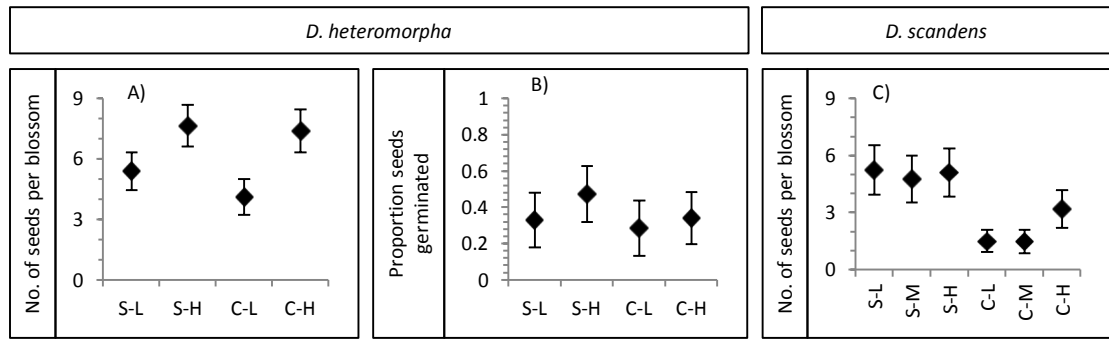 D. heteromorpha
D. scandens
No. of seeds per blossom
A)
9
6
3
0
S-L S-H C-L C-H
Proportion seeds
germinated
B)
1
0.8
0.6
0.4
0.2
0
S-L S-H C-L C-H
No. of seeds per blossom
C)
9
6
3
0
S-L
S-M
S-H
C-L
C-M
C-H